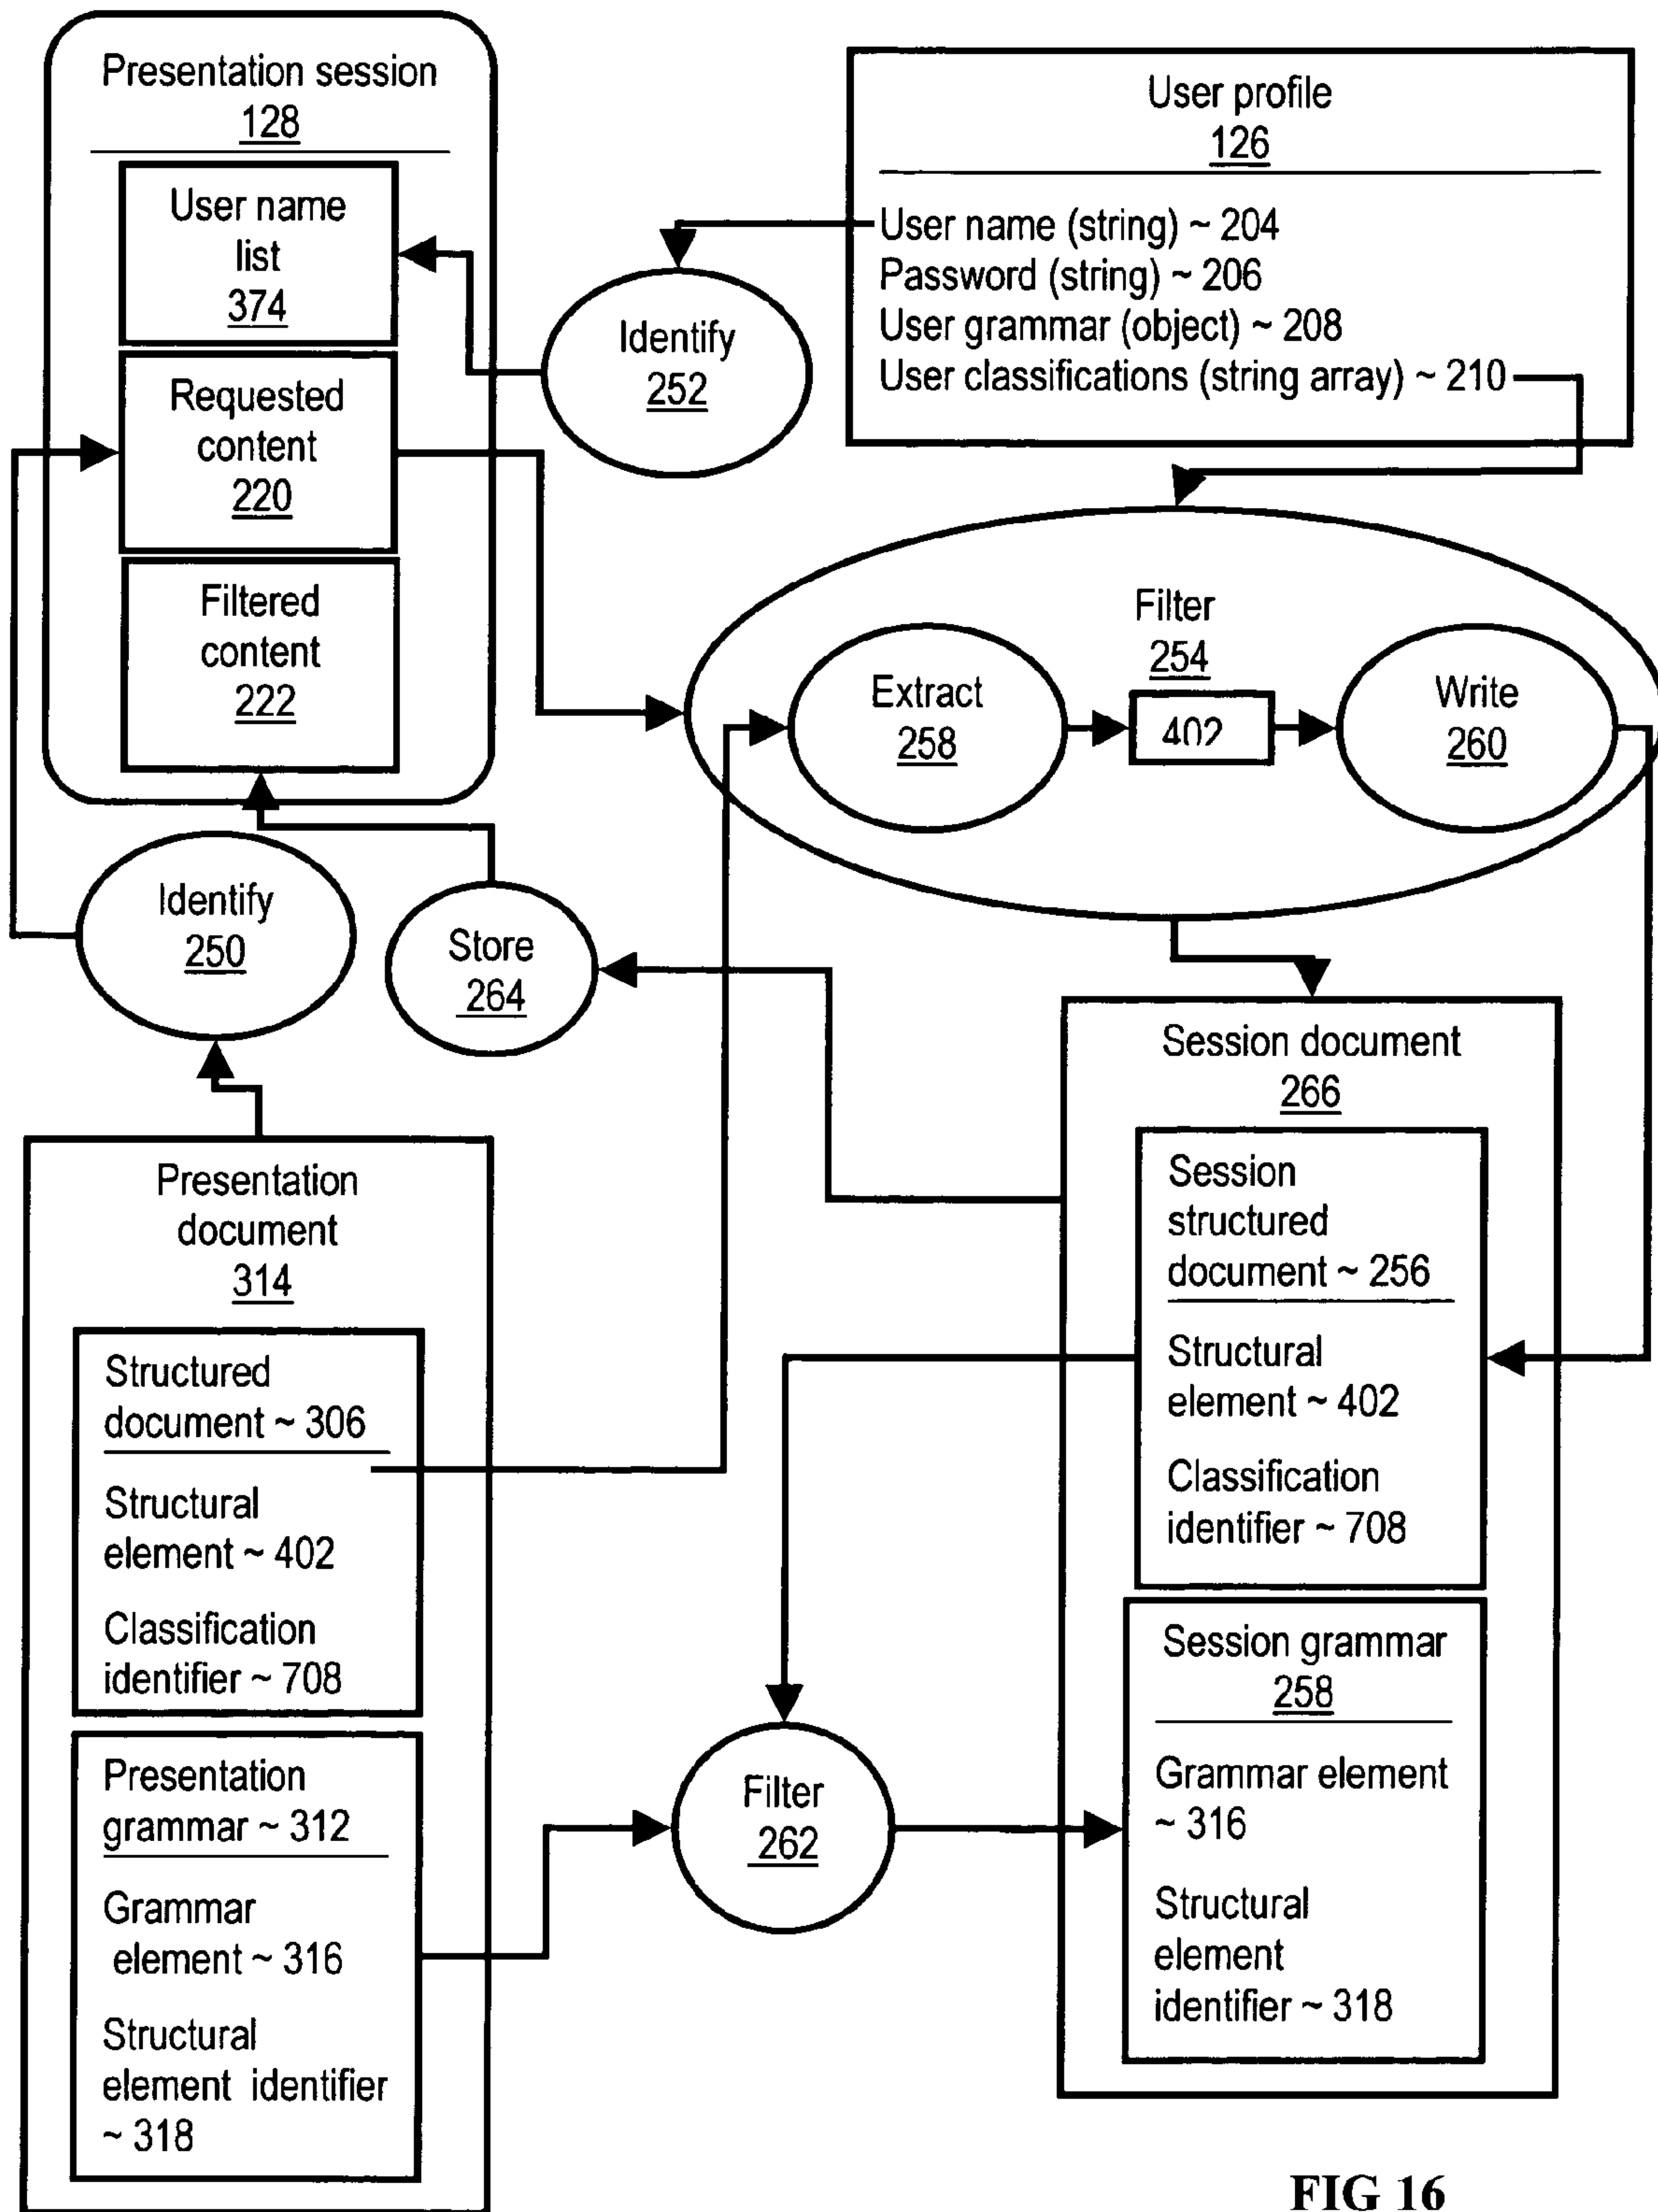 Presentation session
128
User name
list
374
Requested
content
220
Filtered
content
222
User profile
126
User name (string) ~ 204
Password (string) ~ 206
User grammar (object) ~ 208
User classifications (string array) ~ 210
Identify
252
Filter
254
Extract
258
402
Write
260
Identify
250
Store
264
Presentation
document
314
Structured
document ~ 306
Structural
element ~ 402
Classification
identifier ~ 708
Presentation
grammar ~ 312
Grammar
element ~ 316
Structural
element identifier
~ 318
Filter
262
Session document
266
Session
structured
document ~ 256
Structural
element ~ 402
Classification
identifier ~ 708
Session grammar
258
Grammar element
~ 316
Structural
element
identifier ~ 318
FIG 16